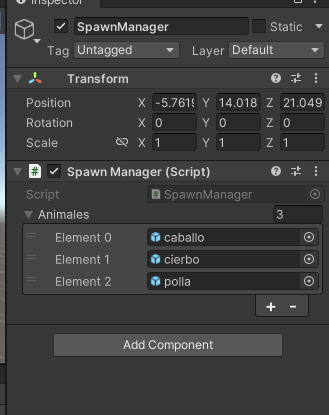 Inspector
SpawnManager Static
Tag Untagged Layer Default
Transform
Position X -5.7619 Y 14.018 Z 21.049
Rotation X 0 Y 0 Z 0
Scale X 1 Y 1 Z 1
# Spawn Manager (Script)
Script # SpawnManager
Animales 3
Element 0 caballo
Element 1 cierbo
Element 2 polla
+ -
Add Component